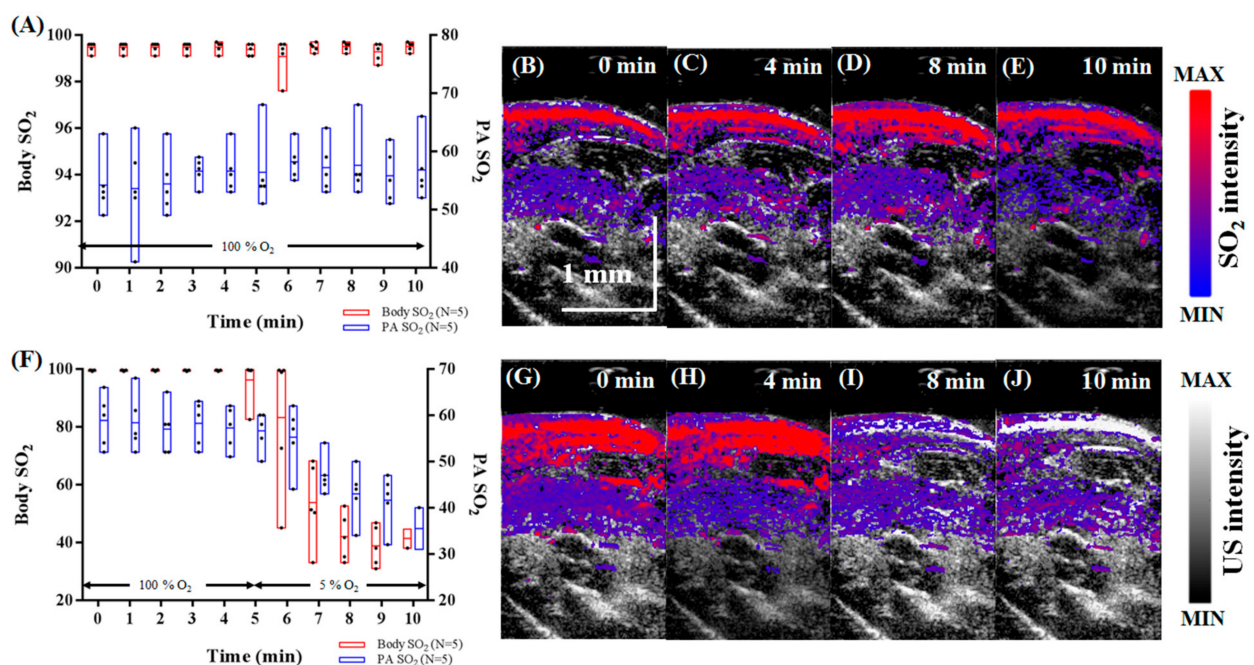 (A)
100
98
96
94
92
90
Body SO2
80
70
60
50
40
PA SO2
100 % O2
0 1 2 3 4 5 6 7 8 9 10
Time (min)
Body SO2 (N=5)
PA SO2 (N=5)
(B) 0 min
(C) 4 min
(D) 8 min
(E) 10 min
1 mm
MAX
SO2 intensity
MIN
(F)
100
80
60
40
20
Body SO2
70
60
50
40
30
20
PA SO2
100 % O2 5 % O2
0 1 2 3 4 5 6 7 8 9 10
Time (min)
Body SO2 (N=5)
PA SO2 (N=5)
(G) 0 min
(H) 4 min
(I) 8 min
(J) 10 min
MAX
US intensity
MIN